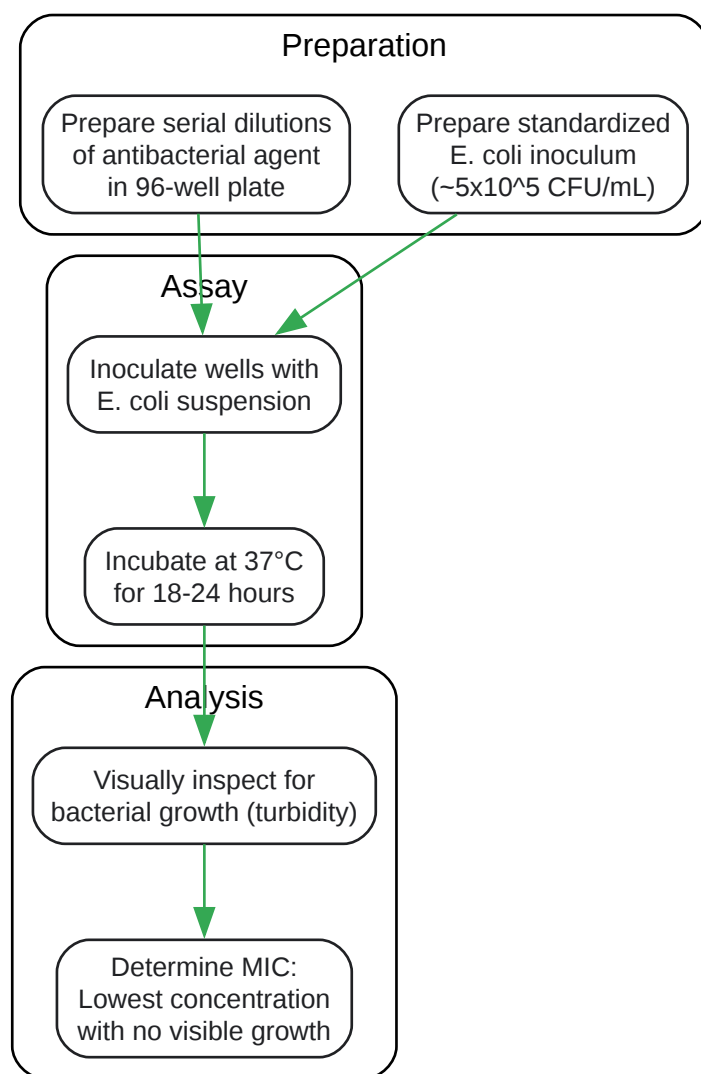 Preparation
Prepare serial dilutions
of antibacterial agent
in 96-well plate
Prepare standardized
E. coli inoculum
(~5x10^5 CFU/mL)
Assay
Inoculate wells with
E. coli suspension
Incubate at 37°C
for 18-24 hours
Analysis
Visually inspect for
bacterial growth (turbidity)
Determine MIC:
Lowest concentration
with no visible growth